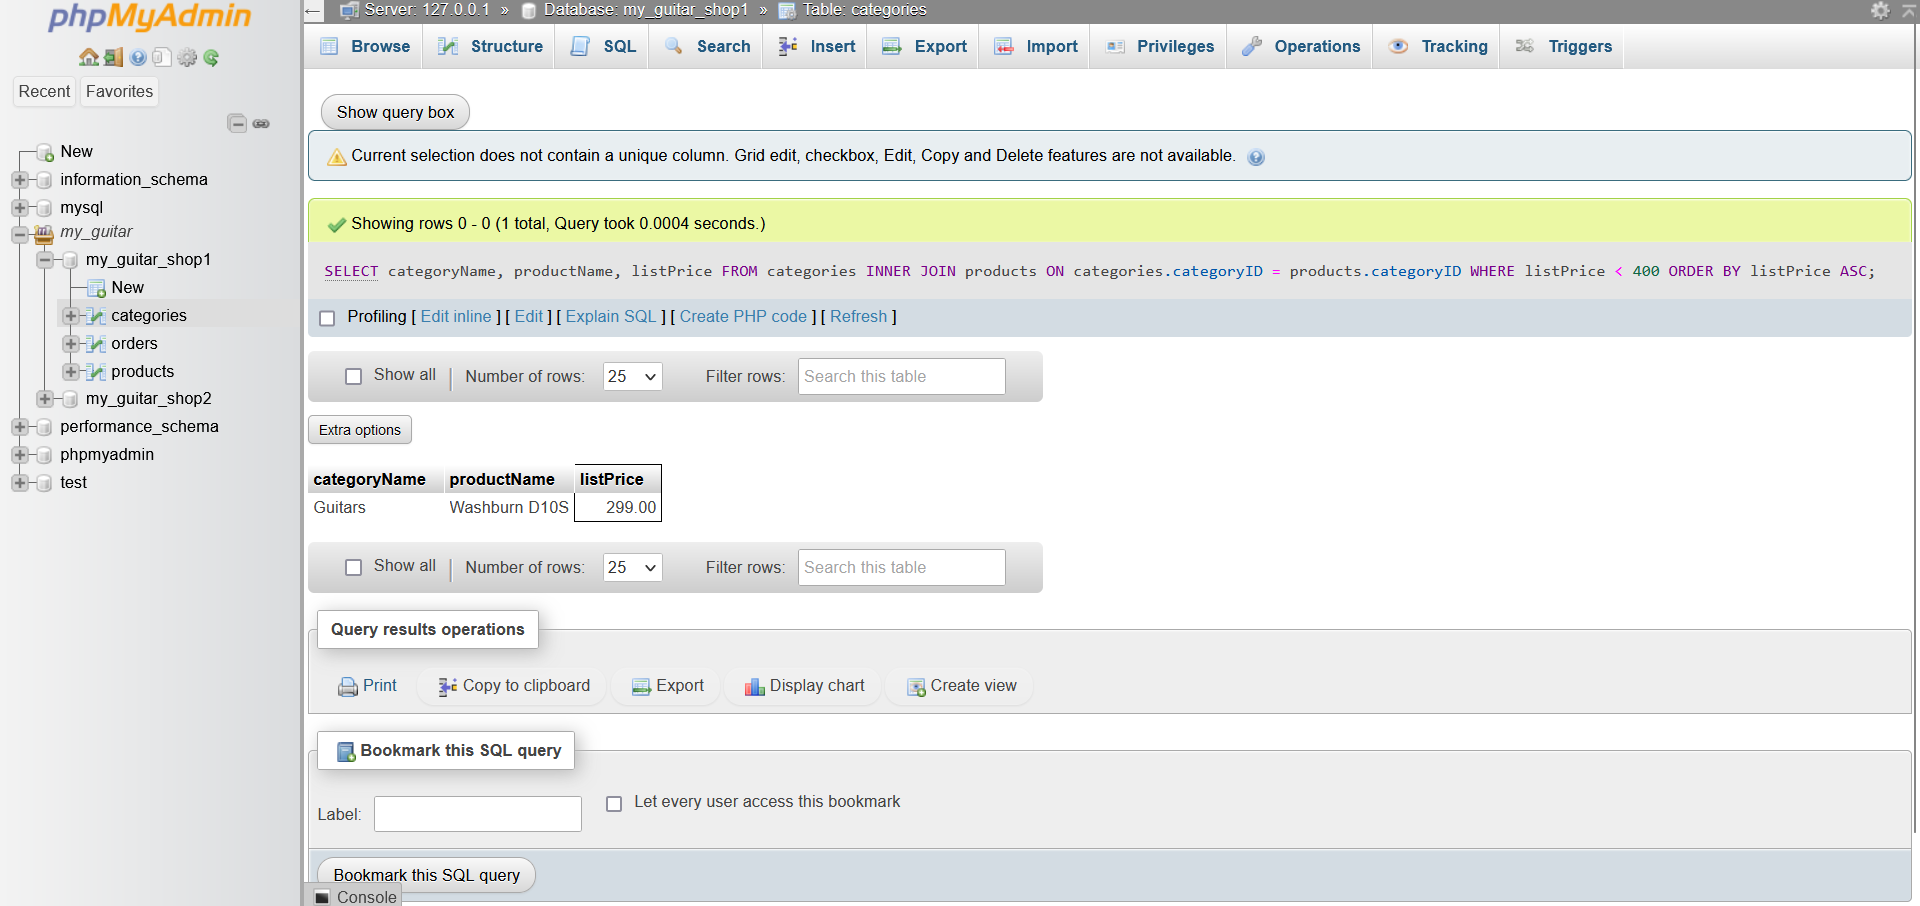 phpMyAdmin
Recent
Favorites
New
information_schema
mysql
my_guitar
my_guitar_shop1
New
categories
orders
products
my_guitar_shop2
performance_schema
phpmyadmin
test
Server: 127.0.0.1 » Database: my_guitar_shop1 » Table: categories
Browse Structure SQL Search Insert Export Import Privileges Operations Tracking Triggers
Show query box
Current selection does not contain a unique column. Grid edit, checkbox, Edit, Copy and Delete features are not available.
Showing rows 0 - 0 (1 total, Query took 0.0004 seconds.)
SELECT categoryName, productName, listPrice FROM categories INNER JOIN products ON categories.categoryID = products.categoryID WHERE listPrice < 400 ORDER BY listPrice ASC;
Profiling [ Edit inline ] [ Edit ] [ Explain SQL ] [ Create PHP code ] [ Refresh ]
Show all | Number of rows: 25 Filter rows: Search this table
Extra options
categoryName productName listPrice
Guitars Washburn D10S 299.00
Show all | Number of rows: 25 Filter rows: Search this table
Query results operations
Print Copy to clipboard Export Display chart Create view
Bookmark this SQL query
Label: Let every user access this bookmark
Bookmark this SQL query
Console